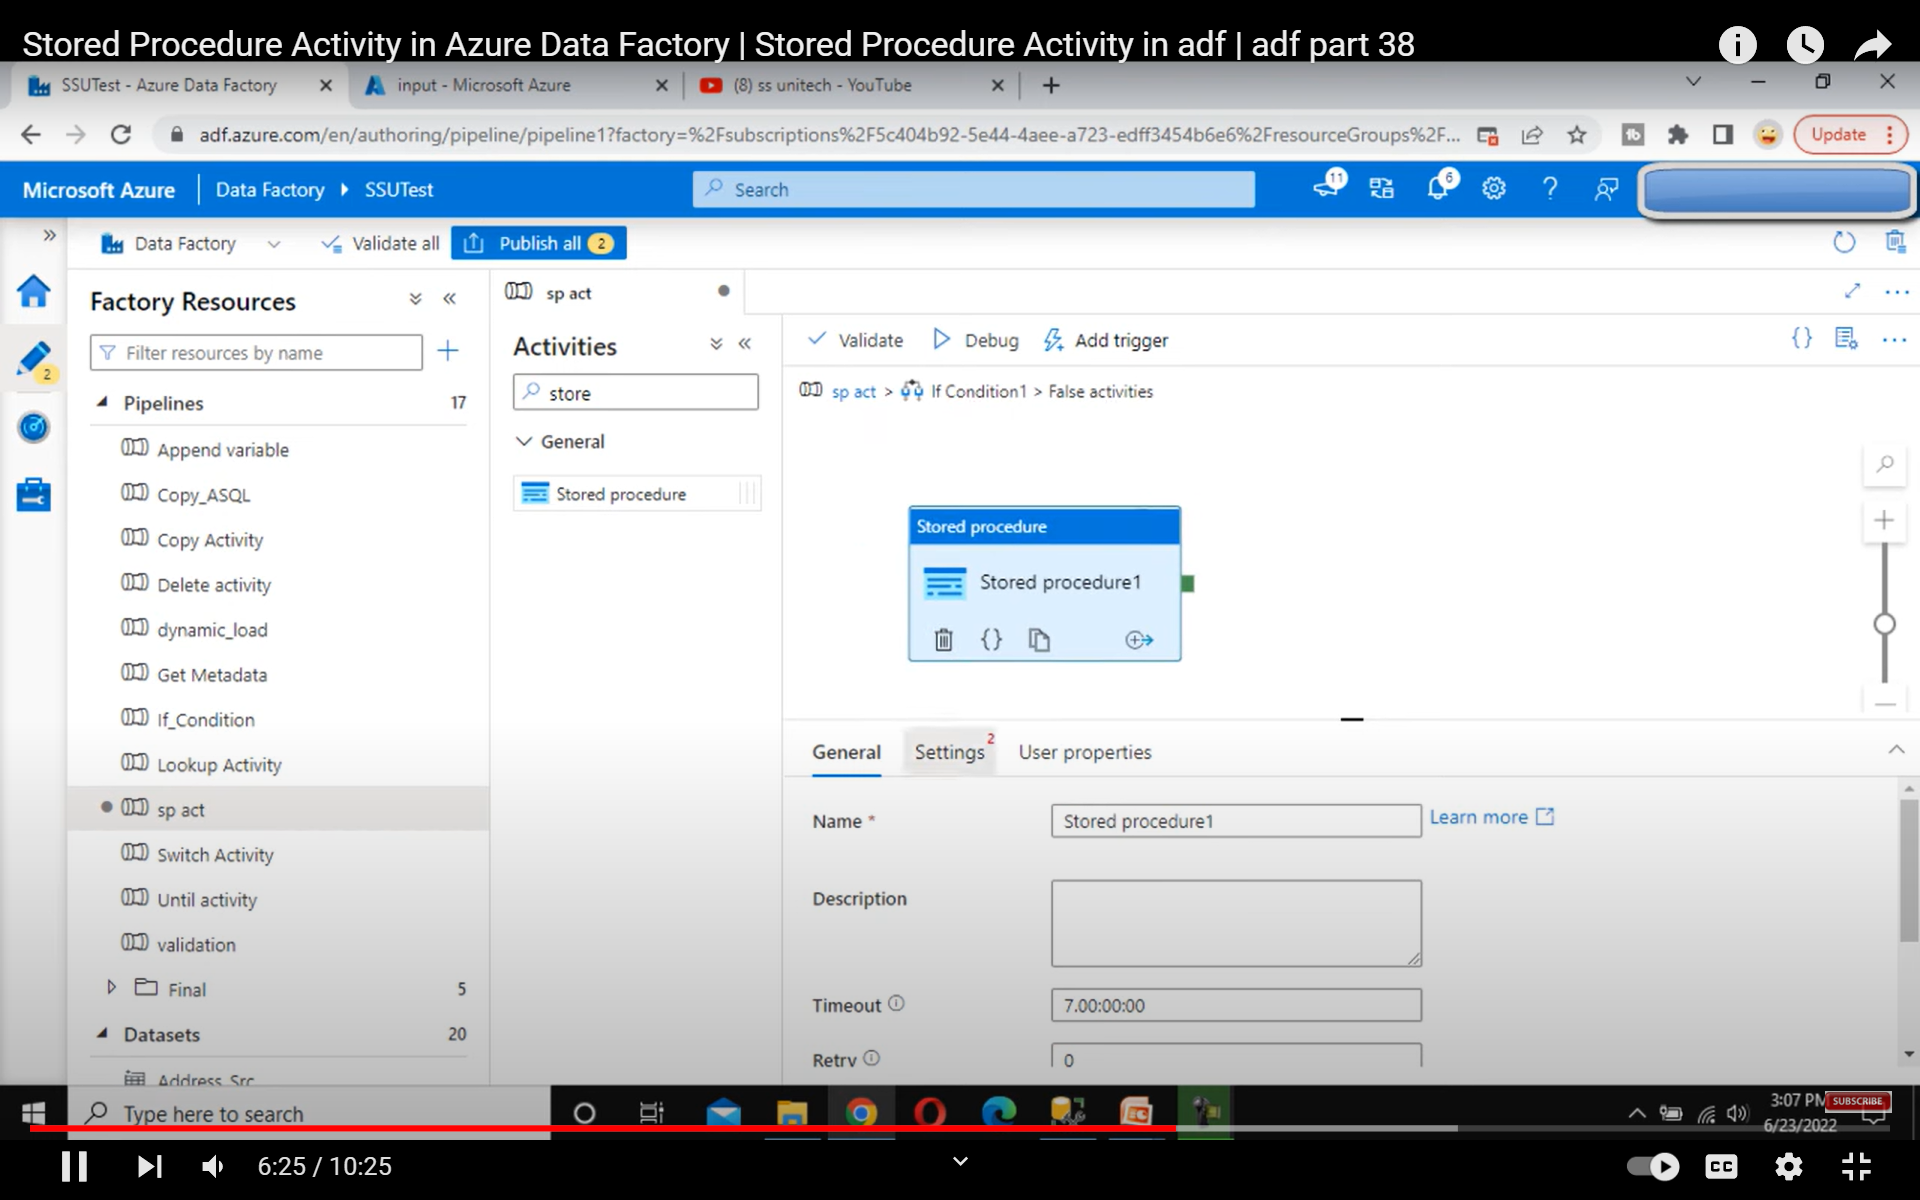 Stored Procedure Activity in Azure Data Factory | Stored Procedure Activity in adf | adf part 38
SSUTest - Azure Data Factory
input - Microsoft Azure
(8) ss unitech - YouTube
adf.azure.com/en/authoring/pipeline/pipeline1?factory=%2Fsubscriptions%2F5c404b92-5e44-4aee-a723-edff3454b6e6%2FresourceGroups%2F...
Update
Microsoft Azure
Data Factory
SSUTest
Search
11
6
Data Factory
Validate all
Publish all 2
Factory Resources
Filter resources by name
2
Pipelines 17
Append variable
Copy_ASQL
Copy Activity
Delete activity
dynamic_load
Get Metadata
If_Condition
Lookup Activity
sp act
Switch Activity
Until activity
validation
Final 5
Datasets 20
Address_Src
sp act
Activities
store
General
Stored procedure
Validate
Debug
Add trigger
sp act > If Condition1 > False activities
Stored procedure
Stored procedure1
General
Settings 2
User properties
Name *
Stored procedure1
Learn more
Description
Timeout
7.00:00:00
Retry
0
Type here to search
3:07 PM
6/23/2022
SUBSCRIBE
6:25 / 10:25
CC